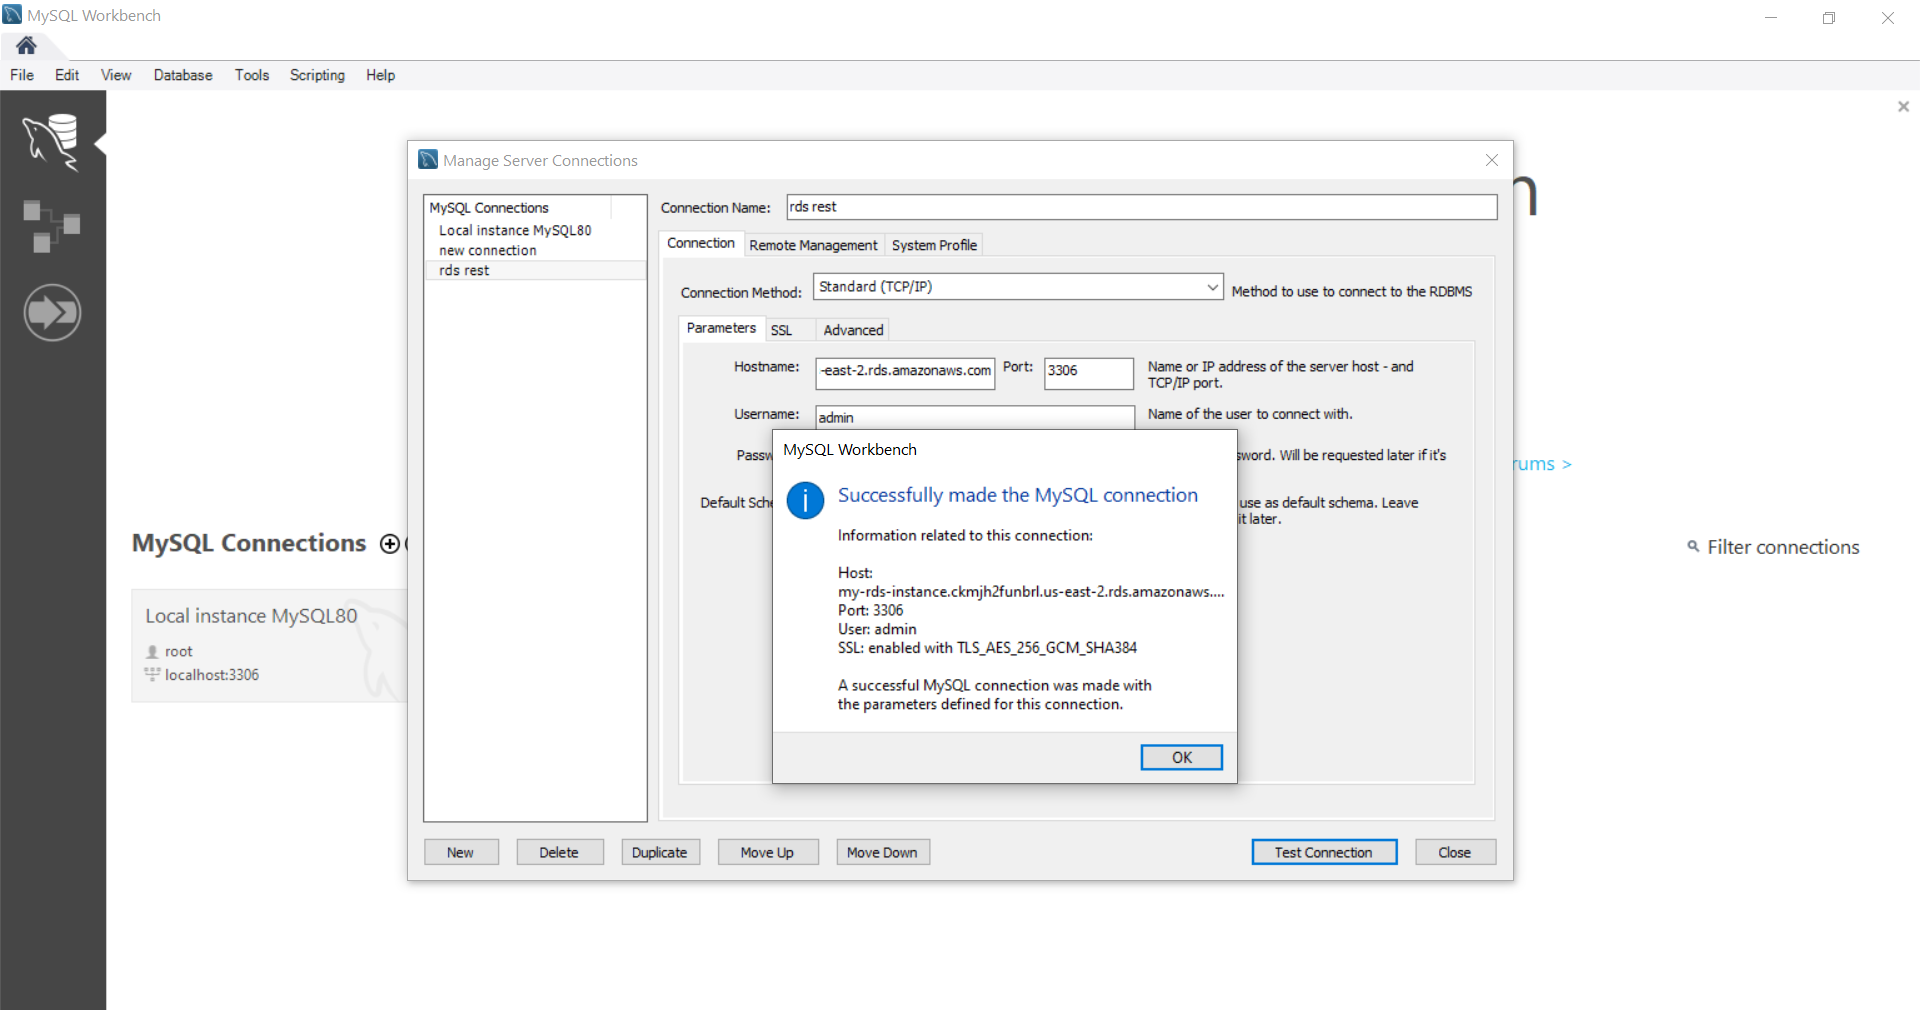 MySQL Workbench
File Edit View Database Tools Scripting Help
Manage Server Connections
MySQL Connections
Local instance MySQL80
new connection
rds rest
Connection Name: rds rest
Connection Remote Management System Profile
Connection Method: Standard (TCP/IP) Method to use to connect to the RDBMS
Parameters SSL Advanced
Hostname: -east-2.rds.amazonaws.com Port: 3306 Name or IP address of the server host - and
TCP/IP port.
Username: admin Name of the user to connect with.
Passw sword. Will be requested later if it's
Default Sche use as default schema. Leave
it later.
MySQL Workbench
Successfully made the MySQL connection
Information related to this connection:
Host:
my-rds-instance.ckmjh2funbrl.us-east-2.rds.amazonaws....
Port: 3306
User: admin
SSL: enabled with TLS_AES_256_GCM_SHA384
A successful MySQL connection was made with
the parameters defined for this connection.
OK
New Delete Duplicate Move Up Move Down Test Connection Close
n
rums >
MySQL Connections
Filter connections
Local instance MySQL80
root
localhost:3306